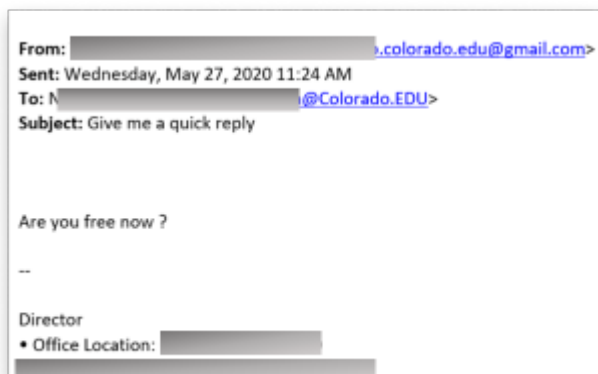 From: .colorado.edu@gmail.com>
Sent: Wednesday, May 27, 2020 11:24 AM
To: N @Colorado.EDU>
Subject: Give me a quick reply
Are you free now ?
--
Director
• Office Location: